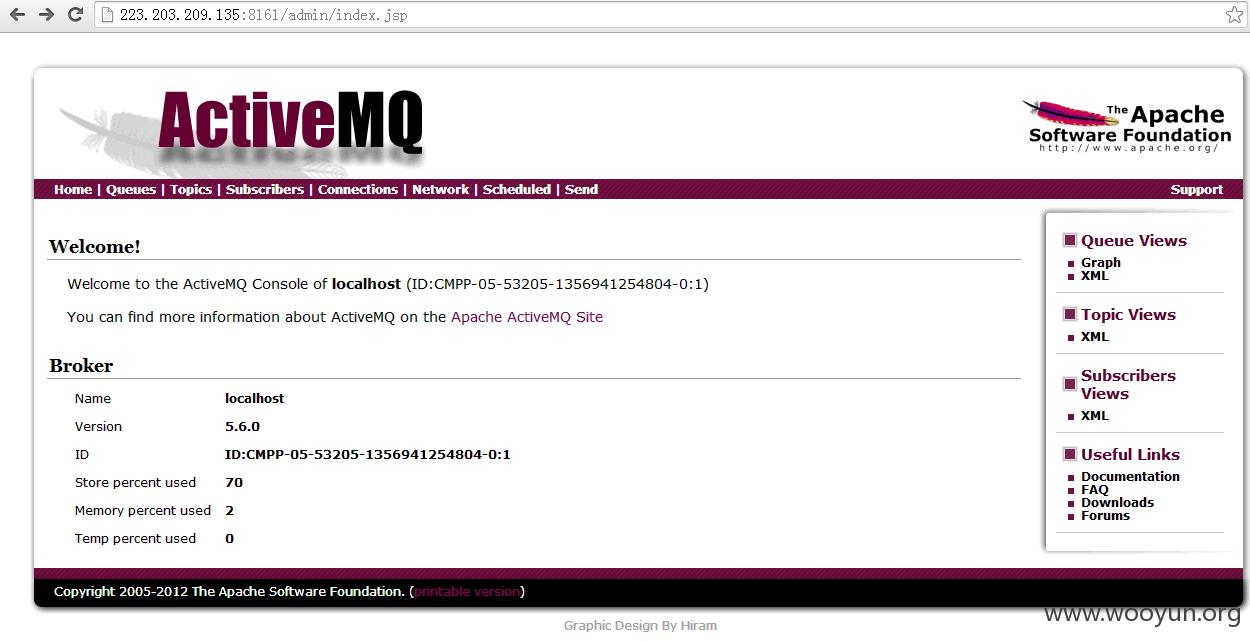 223.203.209.135:8161/admin/index.jsp
ActiveMQ
The Apache
Software Foundation
http://www.apache.org/
Home | Queues | Topics | Subscribers | Connections | Network | Scheduled | Send
Support
Welcome!
Welcome to the ActiveMQ Console of localhost (ID:CMPP-05-53205-1356941254804-0:1)
You can find more information about ActiveMQ on the Apache ActiveMQ Site
Broker
Name localhost
Version 5.6.0
ID ID:CMPP-05-53205-1356941254804-0:1
Store percent used 70
Memory percent used 2
Temp percent used 0
Queue Views
Graph
XML
Topic Views
XML
Subscribers
Views
XML
Useful Links
Documentation
FAQ
Downloads
Forums
Copyright 2005-2012 The Apache Software Foundation. (printable version)
www.wooyun.org
Graphic Design By Hiram